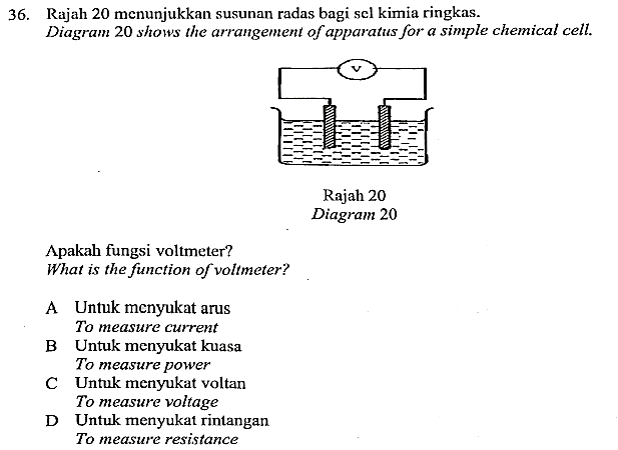 36. Rajah 20 menunjukkan susunan radas bagi sel kimia ringkas.
Diagram 20 shows the arrangement of apparatus for a simple chemical cell.
V
Rajah 20
Diagram 20
Apakah fungsi voltmeter?
What is the function of voltmeter?
A Untuk menyukat arus
To measure current
B Untuk menyukat kuasa
To measure power
C Untuk menyukat voltan
To measure voltage
D Untuk menyukat rintangan
To measure resistance